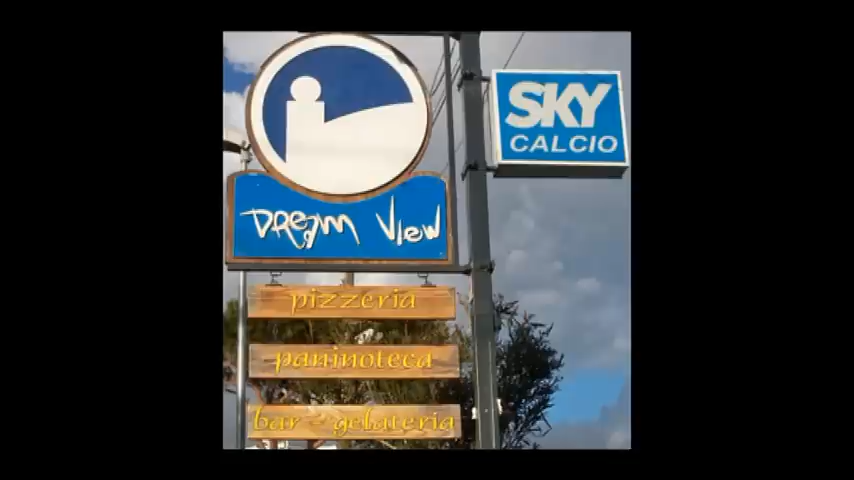 SKY
CALCIO
DReam View
pizzeria
paninoteca
bar - gelateria